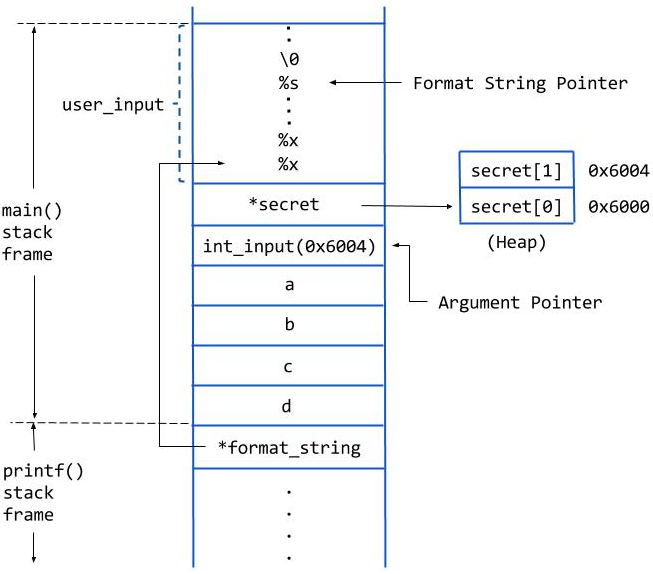 \0
%s
Format String Pointer
user_input
%x
%x
secret[1] 0x6004
*secret
secret[0] 0x6000
main()
stack
frame
int_input(0x6004)
(Heap)
a
Argument Pointer
b
c
d
*format_string
printf()
stack
frame